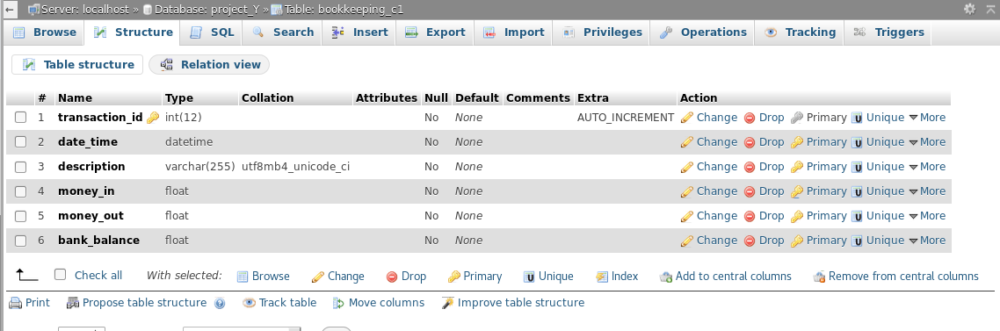 Server: localhost » Database: project_Y » Table: bookkeeping_c1
Browse Structure SQL Search Insert Export Import Privileges Operations Tracking Triggers
Table structure Relation view
# Name Type Collation Attributes Null Default Comments Extra Action
1 transaction_id int(12) No None AUTO_INCREMENT Change Drop Primary Unique More
2 date_time datetime No None Change Drop Primary Unique More
3 description varchar(255) utf8mb4_unicode_ci No None Change Drop Primary Unique More
4 money_in float No None Change Drop Primary Unique More
5 money_out float No None Change Drop Primary Unique More
6 bank_balance float No None Change Drop Primary Unique More
Check all With selected: Browse Change Drop Primary Unique Index Add to central columns Remove from central columns
Print Propose table structure Track table Move columns Improve table structure